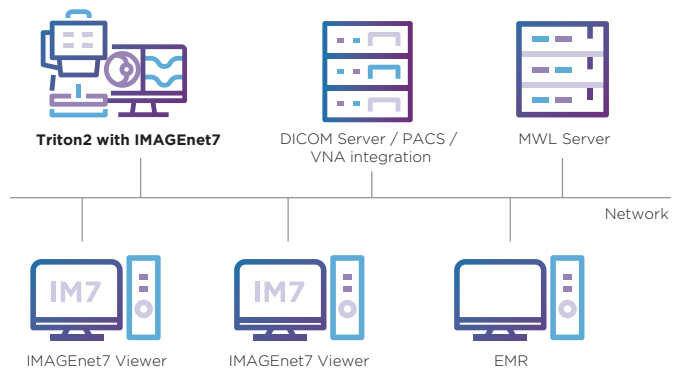 Triton2 with IMAGEnet7
DICOM Server / PACS /
VNA integration
MWL Server
Network
IM7
IM7
IMAGEnet7 Viewer
IMAGEnet7 Viewer
EMR